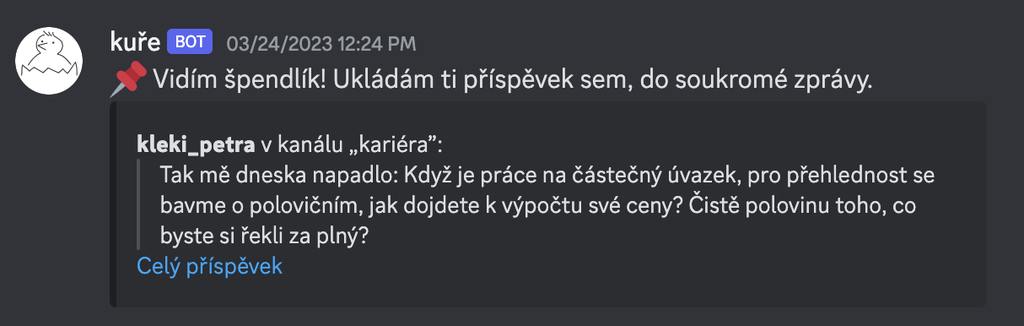 kuře BOT 03/24/2023 12:24 PM
📌 Vidím špendlík! Ukládám ti příspěvek sem, do soukromé zprávy.
kleki_petra v kanálu „kariéra”:
Tak mě dneska napadlo: Když je práce na částečný úvazek, pro přehlednost se
bavme o polovičním, jak dojdete k výpočtu své ceny? Čistě polovinu toho, co
byste si řekli za plný?
Celý příspěvek